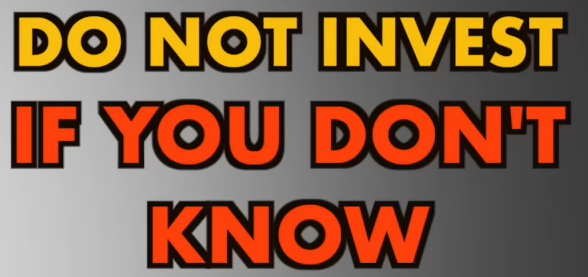 DO NOT INVEST
IF YOU DON'T
KNOW